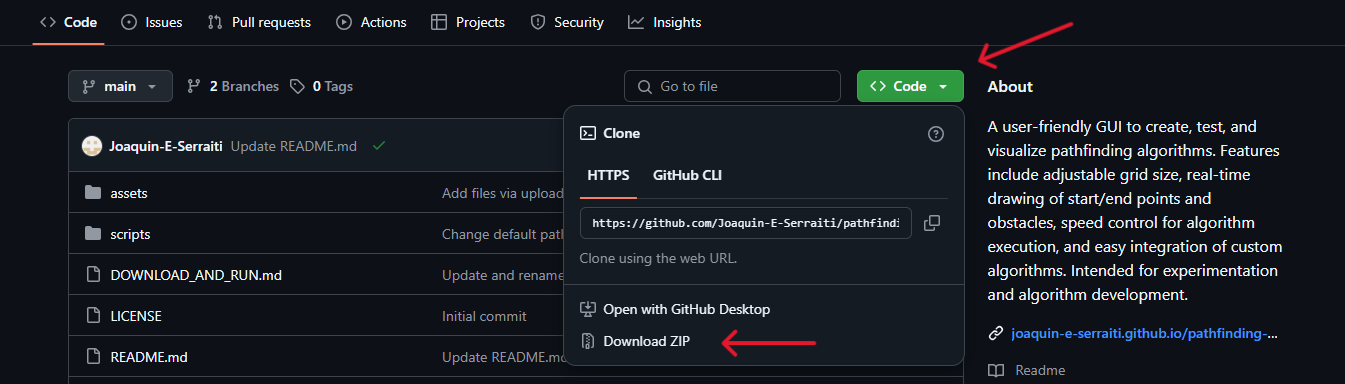 Code Issues Pull requests Actions Projects Security Insights
main 2 Branches 0 Tags Go to file Code
Joaquin-E-Serraiti Update README.md
assets Add files via upload
scripts Change default patl
DOWNLOAD_AND_RUN.md Update and rename
LICENSE Initial commit
README.md Update README.md
Clone
HTTPS GitHub CLI
https://github.com/Joaquin-E-Serraiti/pathfindi
Clone using the web URL.
Open with GitHub Desktop
Download ZIP
About
A user-friendly GUI to create, test, and
visualize pathfinding algorithms. Features
include adjustable grid size, real-time
drawing of start/end points and
obstacles, speed control for algorithm
execution, and easy integration of custom
algorithms. Intended for experimentation
and algorithm development.
joaquin-e-serraiti.github.io/pathfinding-...
Readme